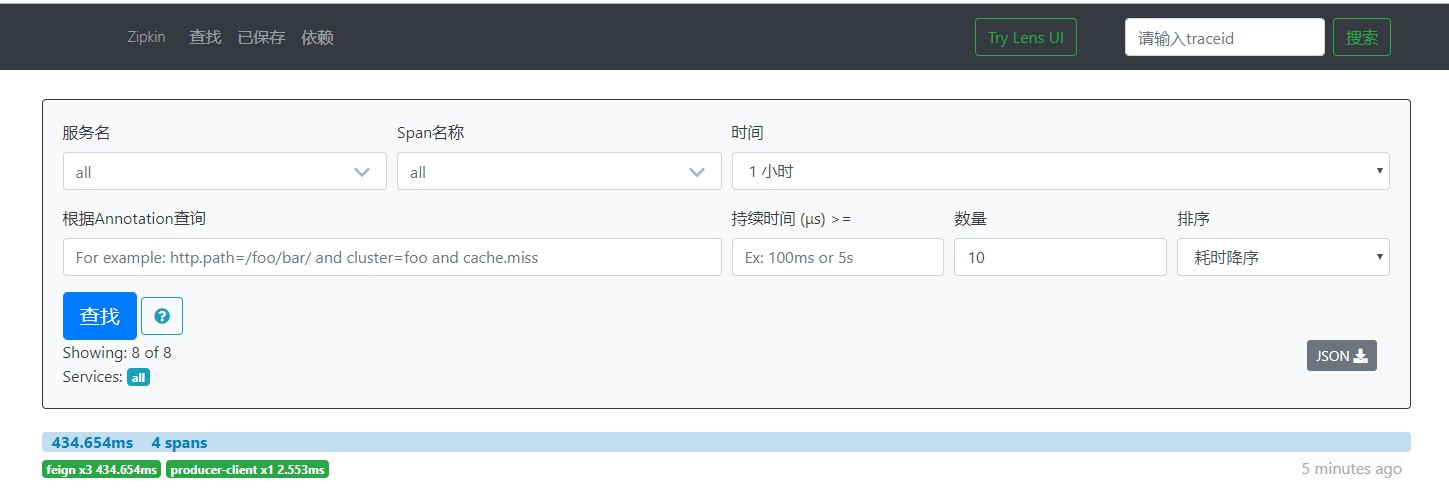 Zipkin 查找 已保存 依赖 Try Lens UI 请输入traceid 搜索
服务名 Span名称 时间
all all 1 小时
根据Annotation查询 持续时间 (μs) >= 数量 排序
For example: http.path=/foo/bar/ and cluster=foo and cache.miss Ex: 100ms or 5s 10 耗时降序
查找
Showing: 8 of 8 JSON
Services: all
434.654ms 4 spans
feign x3 434.654ms producer-client x1 2.553ms 5 minutes ago